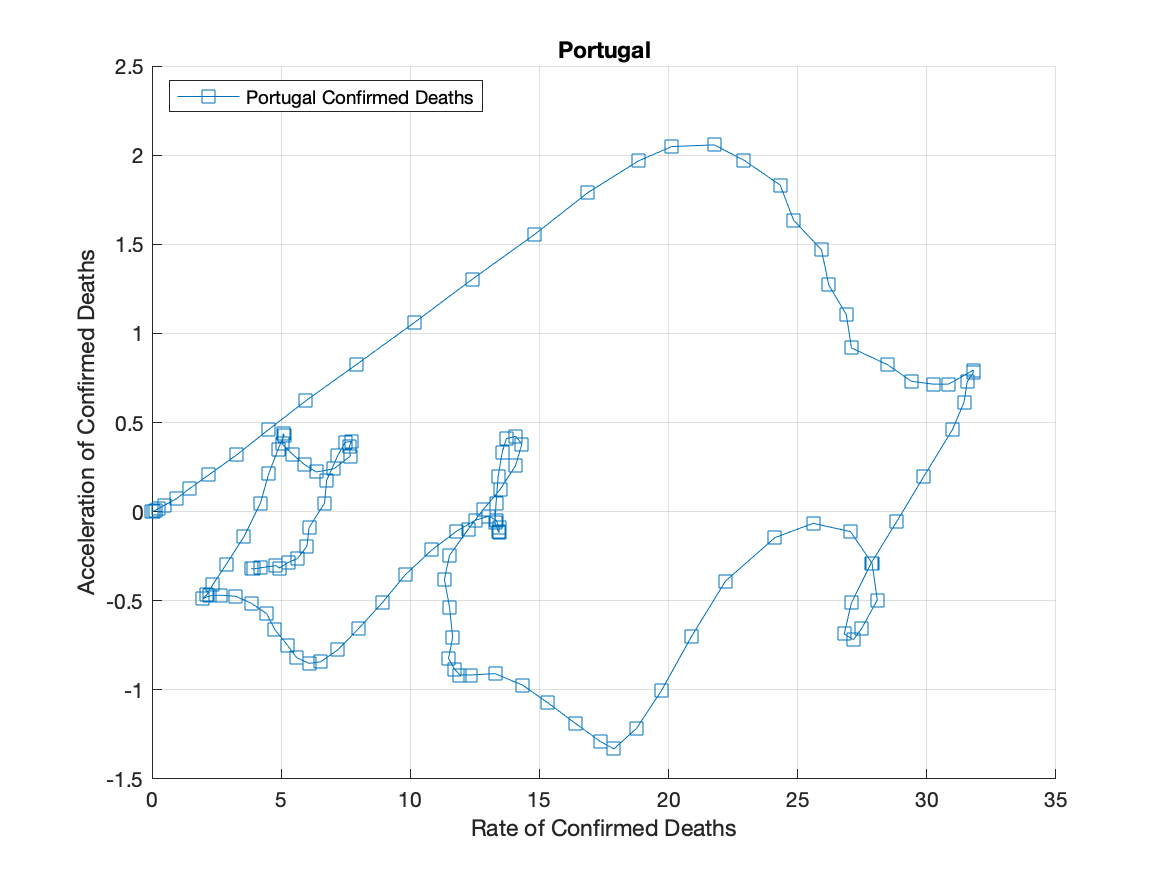 Portugal
Portugal Confirmed Deaths
2.5
2
1.5
1
0.5
0
-0.5
-1
-1.5
Acceleration of Confirmed Deaths
0 5 10 15 20 25 30 35
Rate of Confirmed Deaths